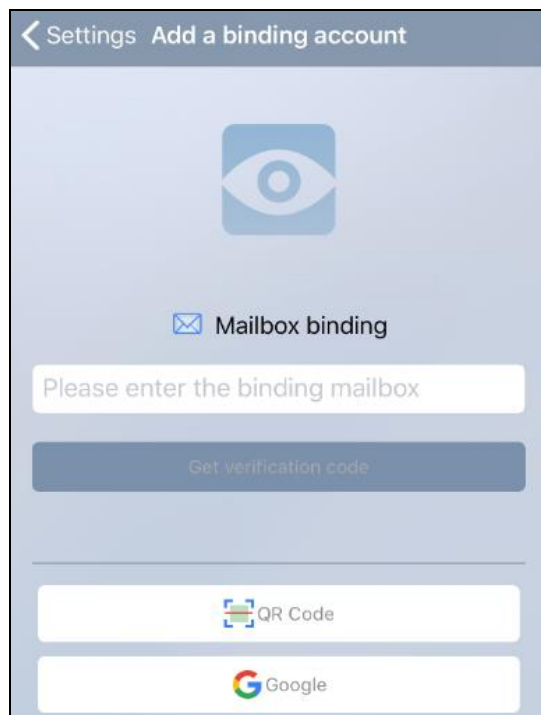 Settings Add a binding account
Mailbox binding
Please enter the binding mailbox
Get verification code
QR Code
Google